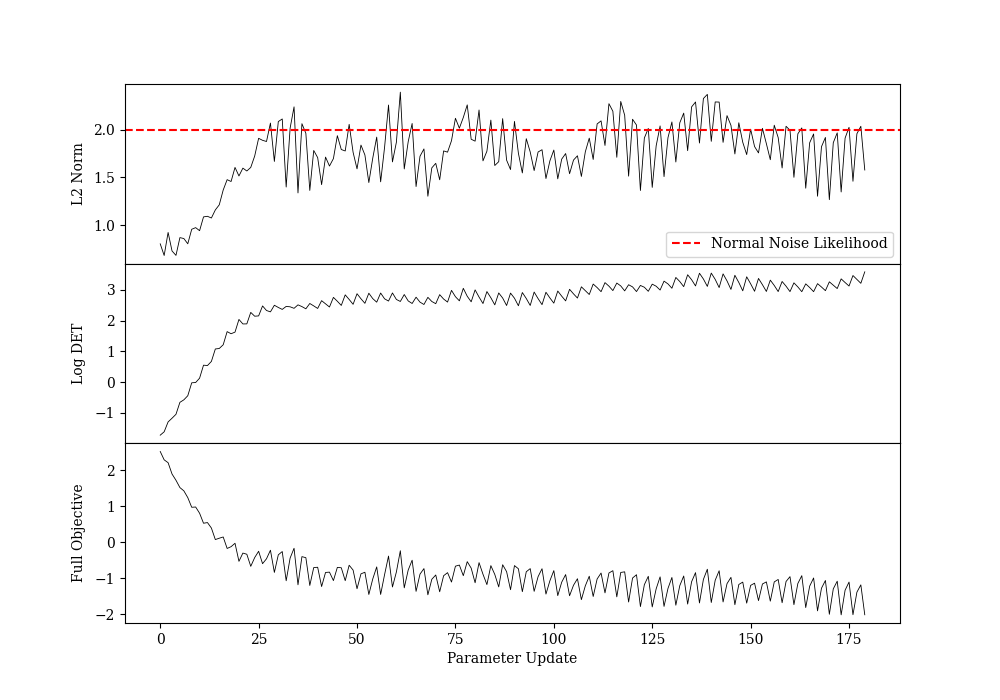 2.0
1.5
1.0
L2 Norm
Normal Noise Likelihood
3
2
1
0
−1
Log DET
2
1
0
−1
−2
Full Objective
0 25 50 75 100 125 150 175
Parameter Update